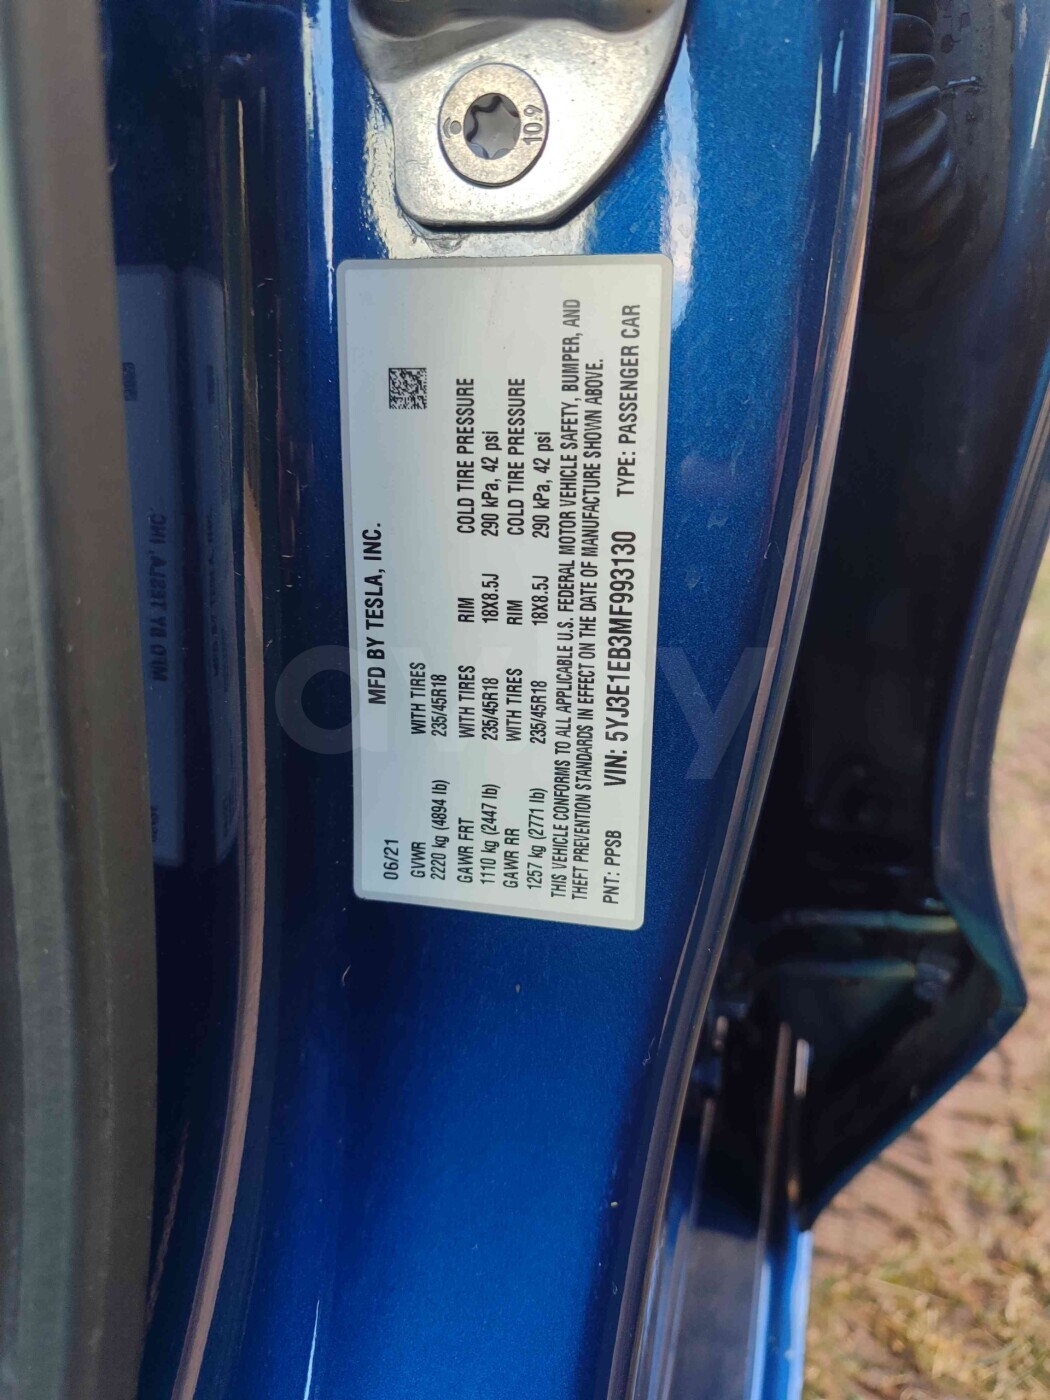 10.9
MFD BY TESLA, INC.
06/21
GVWR WITH TIRES
2220 kg (4894 lb) 235/45R18
GAWR FRT WITH TIRES RIM COLD TIRE PRESSURE
1110 kg (2447 lb) 235/45R18 18X8.5J 290 kPa, 42 psi
GAWR RR WITH TIRES RIM COLD TIRE PRESSURE
1257 kg (2771 lb) 235/45R18 18X8.5J 290 kPa, 42 psi
THIS VEHICLE CONFORMS TO ALL APPLICABLE U.S. FEDERAL MOTOR VEHICLE SAFETY, BUMPER, AND
THEFT PREVENTION STANDARDS IN EFFECT ON THE DATE OF MANUFACTURE SHOWN ABOVE.
PNT: PPSB VIN: 5YJ3E1EB3MF993130 TYPE: PASSENGER CAR
av.by